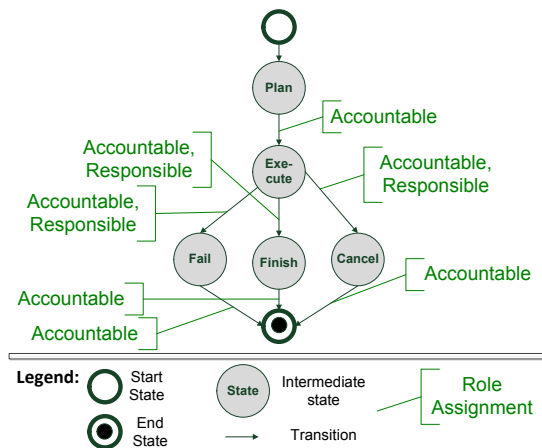 Plan
Accountable
Accountable,
Responsible
Exe-
cute
Accountable,
Responsible
Accountable,
Responsible
Fail
Finish
Cancel
Accountable
Accountable
Accountable
Legend:
Start
State
State
Intermediate
state
Role
Assignment
End
State
Transition